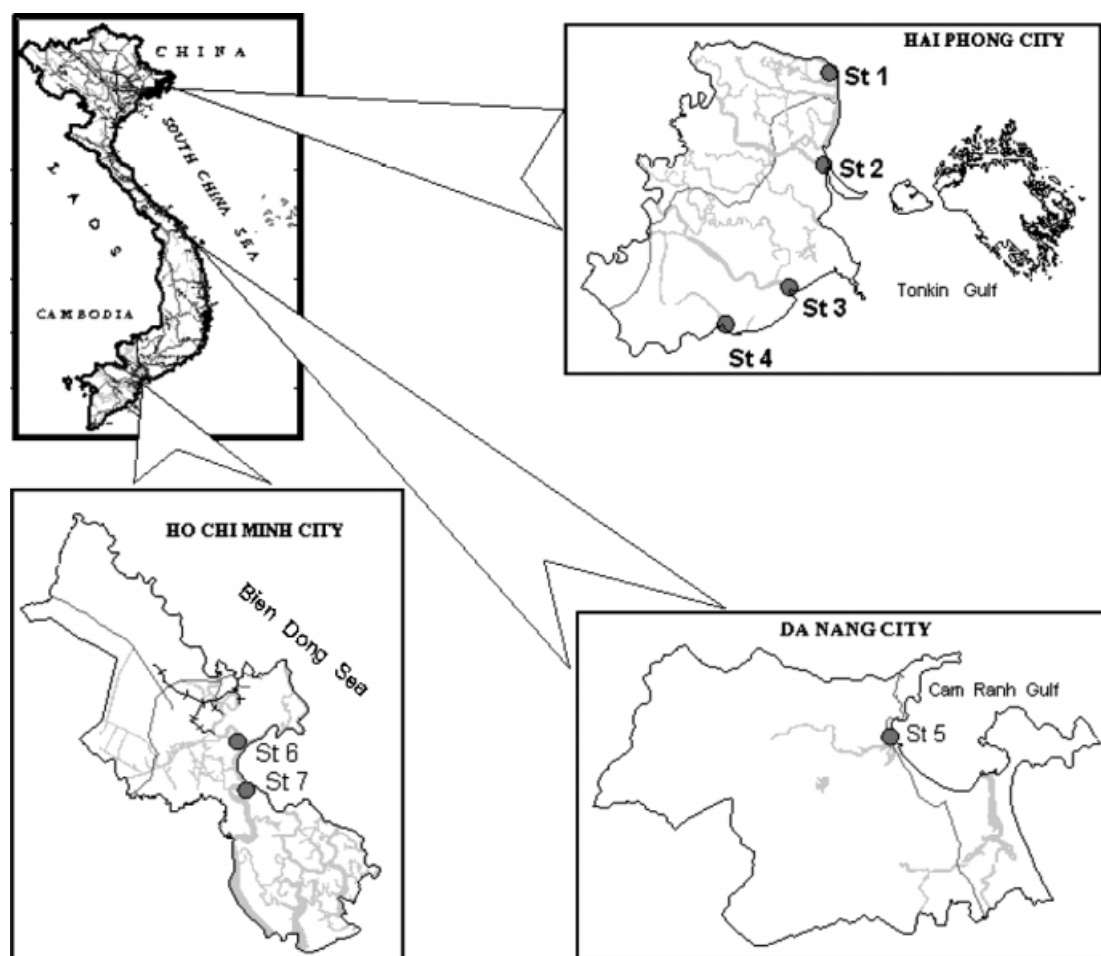 CHINA
SOUTH CHINA SEA
LAOS
CAMBODIA
HAI PHONG CITY
St 1
St 2
St 3
St 4
Tonkin Gulf
HO CHI MINH CITY
Bien Dong Sea
St 6
St 7
DA NANG CITY
Cam Ranh Gulf
St 5